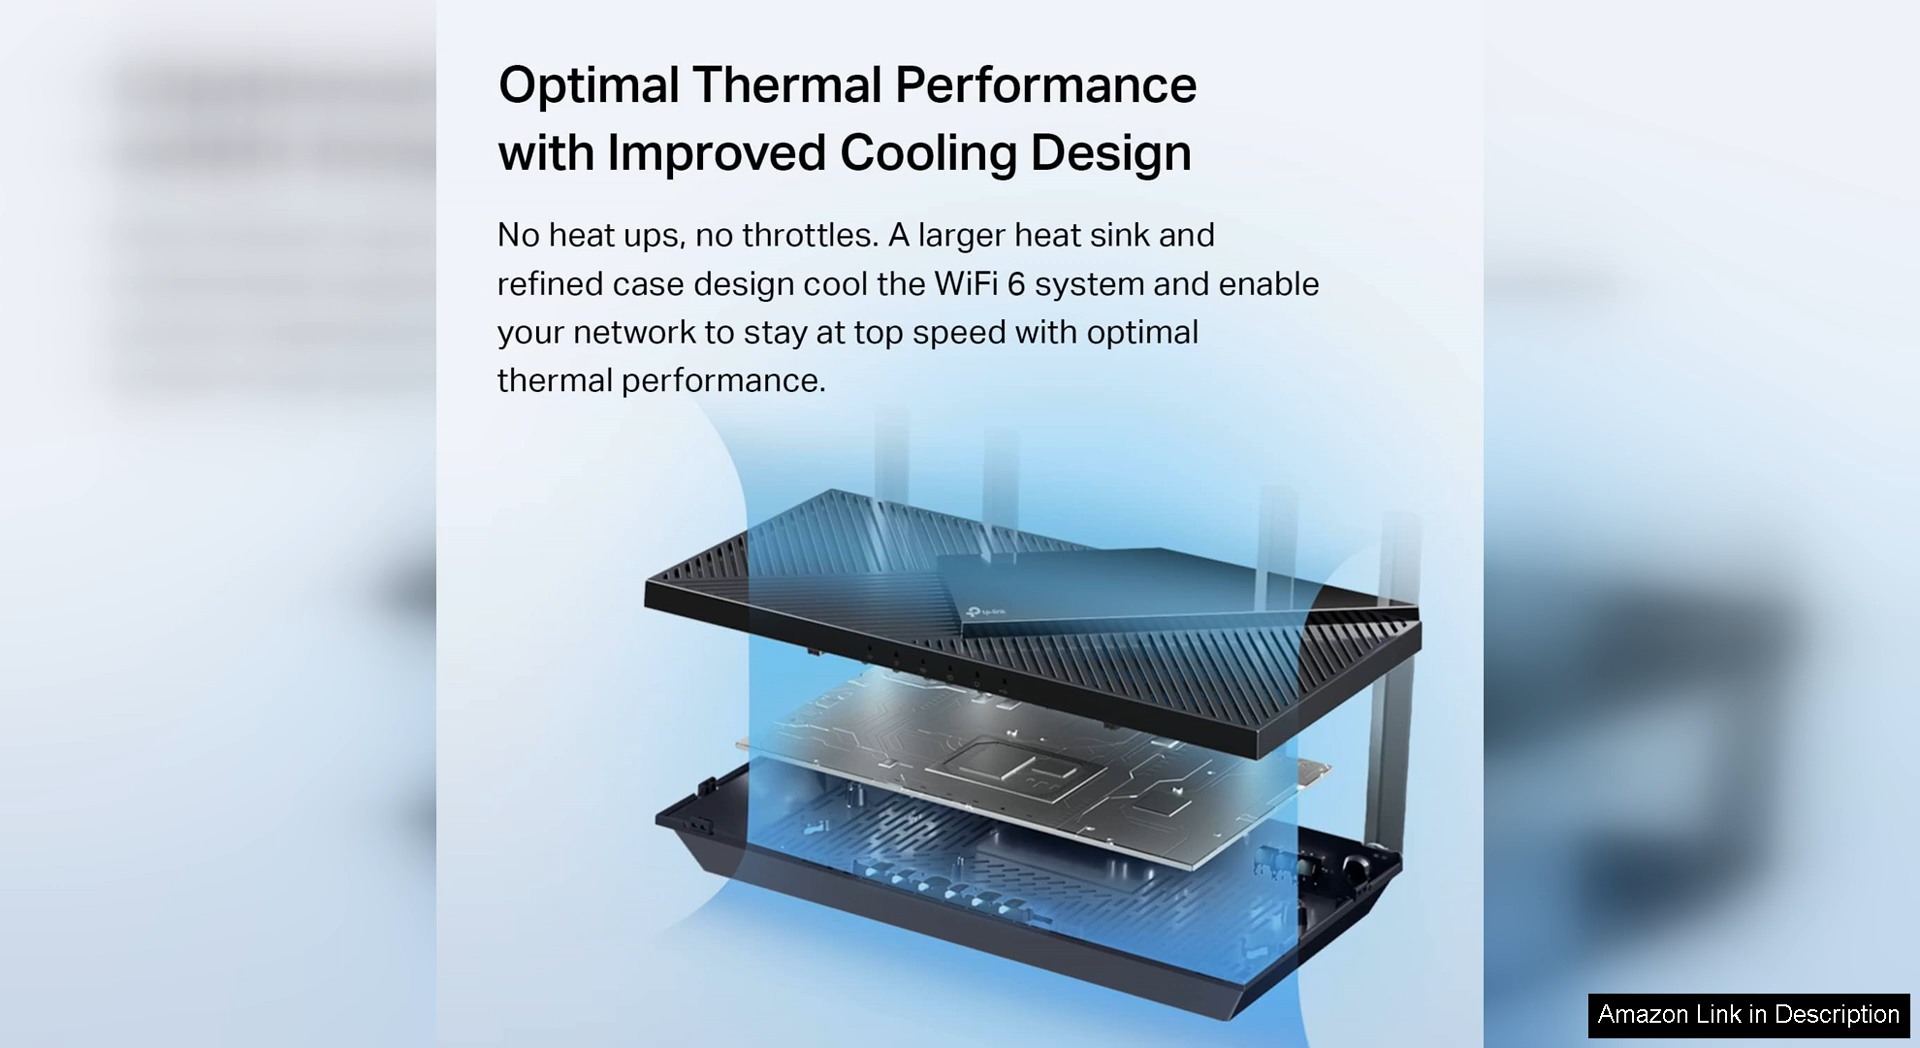 Optimal Thermal Performance
with Improved Cooling Design
No heat ups, no throttles. A larger heat sink and
refined case design cool the WiFi 6 system and enable
your network to stay at top speed with optimal
thermal performance.
tp-link
Amazon Link in Description